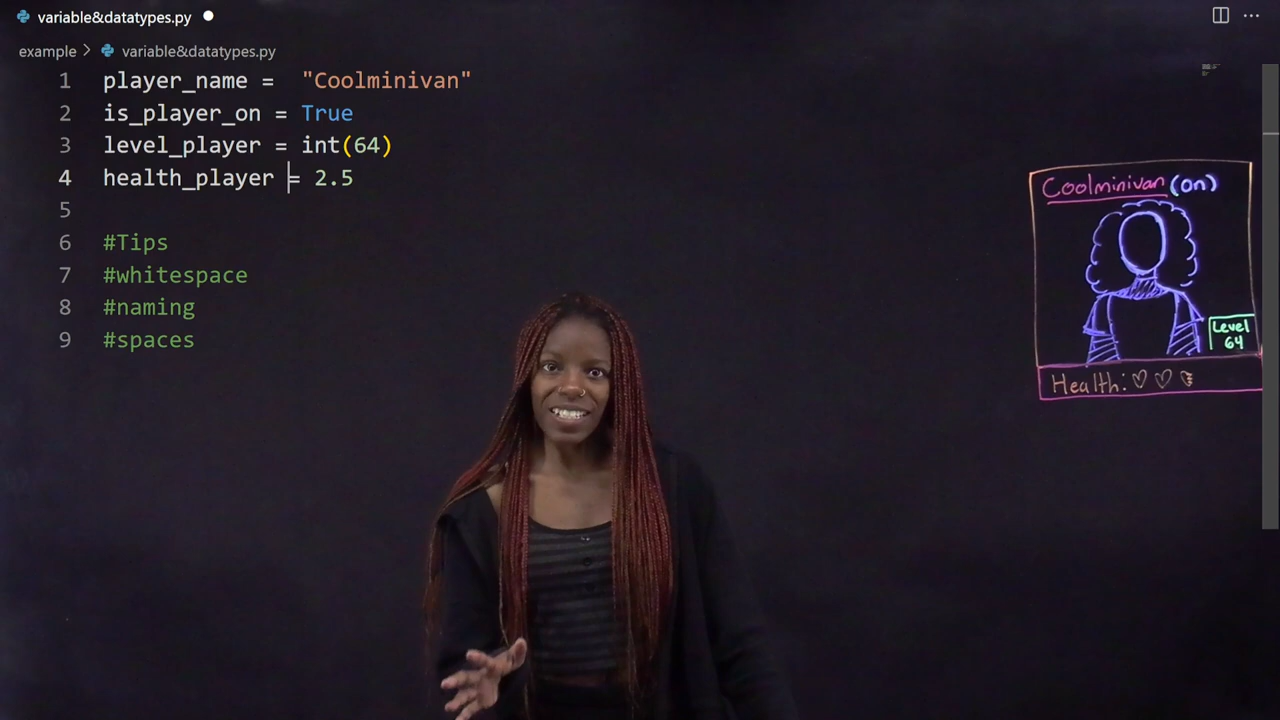 variable&datatypes.py
example > variable&datatypes.py
1 player_name =  "Coolminivan"
2 is_player_on = True
3 level_player = int(64)
4 health_player = 2.5
5
6 #Tips
7 #whitespace
8 #naming
9 #spaces
Coolminivan (on)
Level
64
Health: